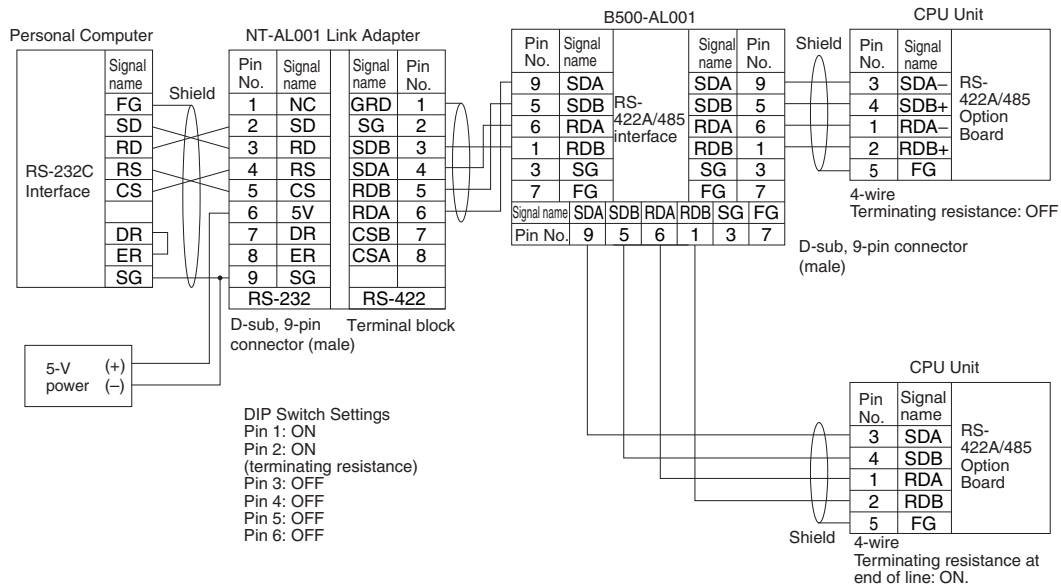 B500-AL001
CPU Unit
Personal Computer
NT-AL001 Link Adapter
Signal name
FG
SD
RD
RS
CS
DR
ER
SG
RS-232C Interface
Shield
Pin No. Signal name
1 NC
2 SD
3 RD
4 RS
5 CS
6 5V
7 DR
8 ER
9 SG
RS-232
Signal name Pin No.
GRD 1
SG 2
SDB 3
SDA 4
RDB 5
RDA 6
CSB 7
CSA 8
RS-422
D-sub, 9-pin connector (male)
Terminal block
5-V power (+) (–)
DIP Switch Settings
Pin 1: ON
Pin 2: ON
(terminating resistance)
Pin 3: OFF
Pin 4: OFF
Pin 5: OFF
Pin 6: OFF
Pin No. Signal name
9 SDA
5 SDB
6 RDA
1 RDB
3 SG
7 FG
RS-422A/485 interface
Signal name Pin No.
SDA 9
SDB 5
RDA 6
RDB 1
SG 3
FG 7
Signal name SDA SDB RDA RDB SG FG
Pin No. 9 5 6 1 3 7
Shield
Pin No. Signal name
3 SDA–
4 SDB+
1 RDA–
2 RDB+
5 FG
RS-422A/485 Option Board
4-wire
Terminating resistance: OFF
D-sub, 9-pin connector
(male)
CPU Unit
Pin No. Signal name
3 SDA
4 SDB
1 RDA
2 RDB
5 FG
RS-422A/485 Option Board
Shield
4-wire
Terminating resistance at
end of line: ON.